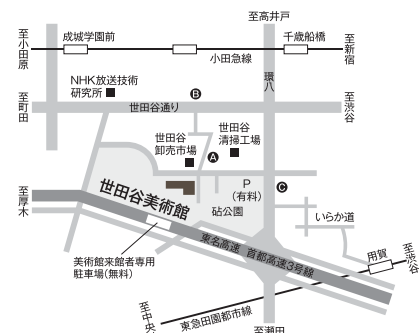 至高井戸
成城学園前
千歳船橋
至小田原
小田急線
至新宿
NHK放送技術
研究所
B
環八
至町田
世田谷通り
至渋谷
世田谷
卸売市場
世田谷
清掃工場
A
世田谷美術館
P
(有料)
C
砧公園
いらか道
至厚木
東名高速 首都高速3号線
用賀
至渋谷
美術館来館者専用
駐車場(無料)
至中央
東急田園都市線
至瀬田